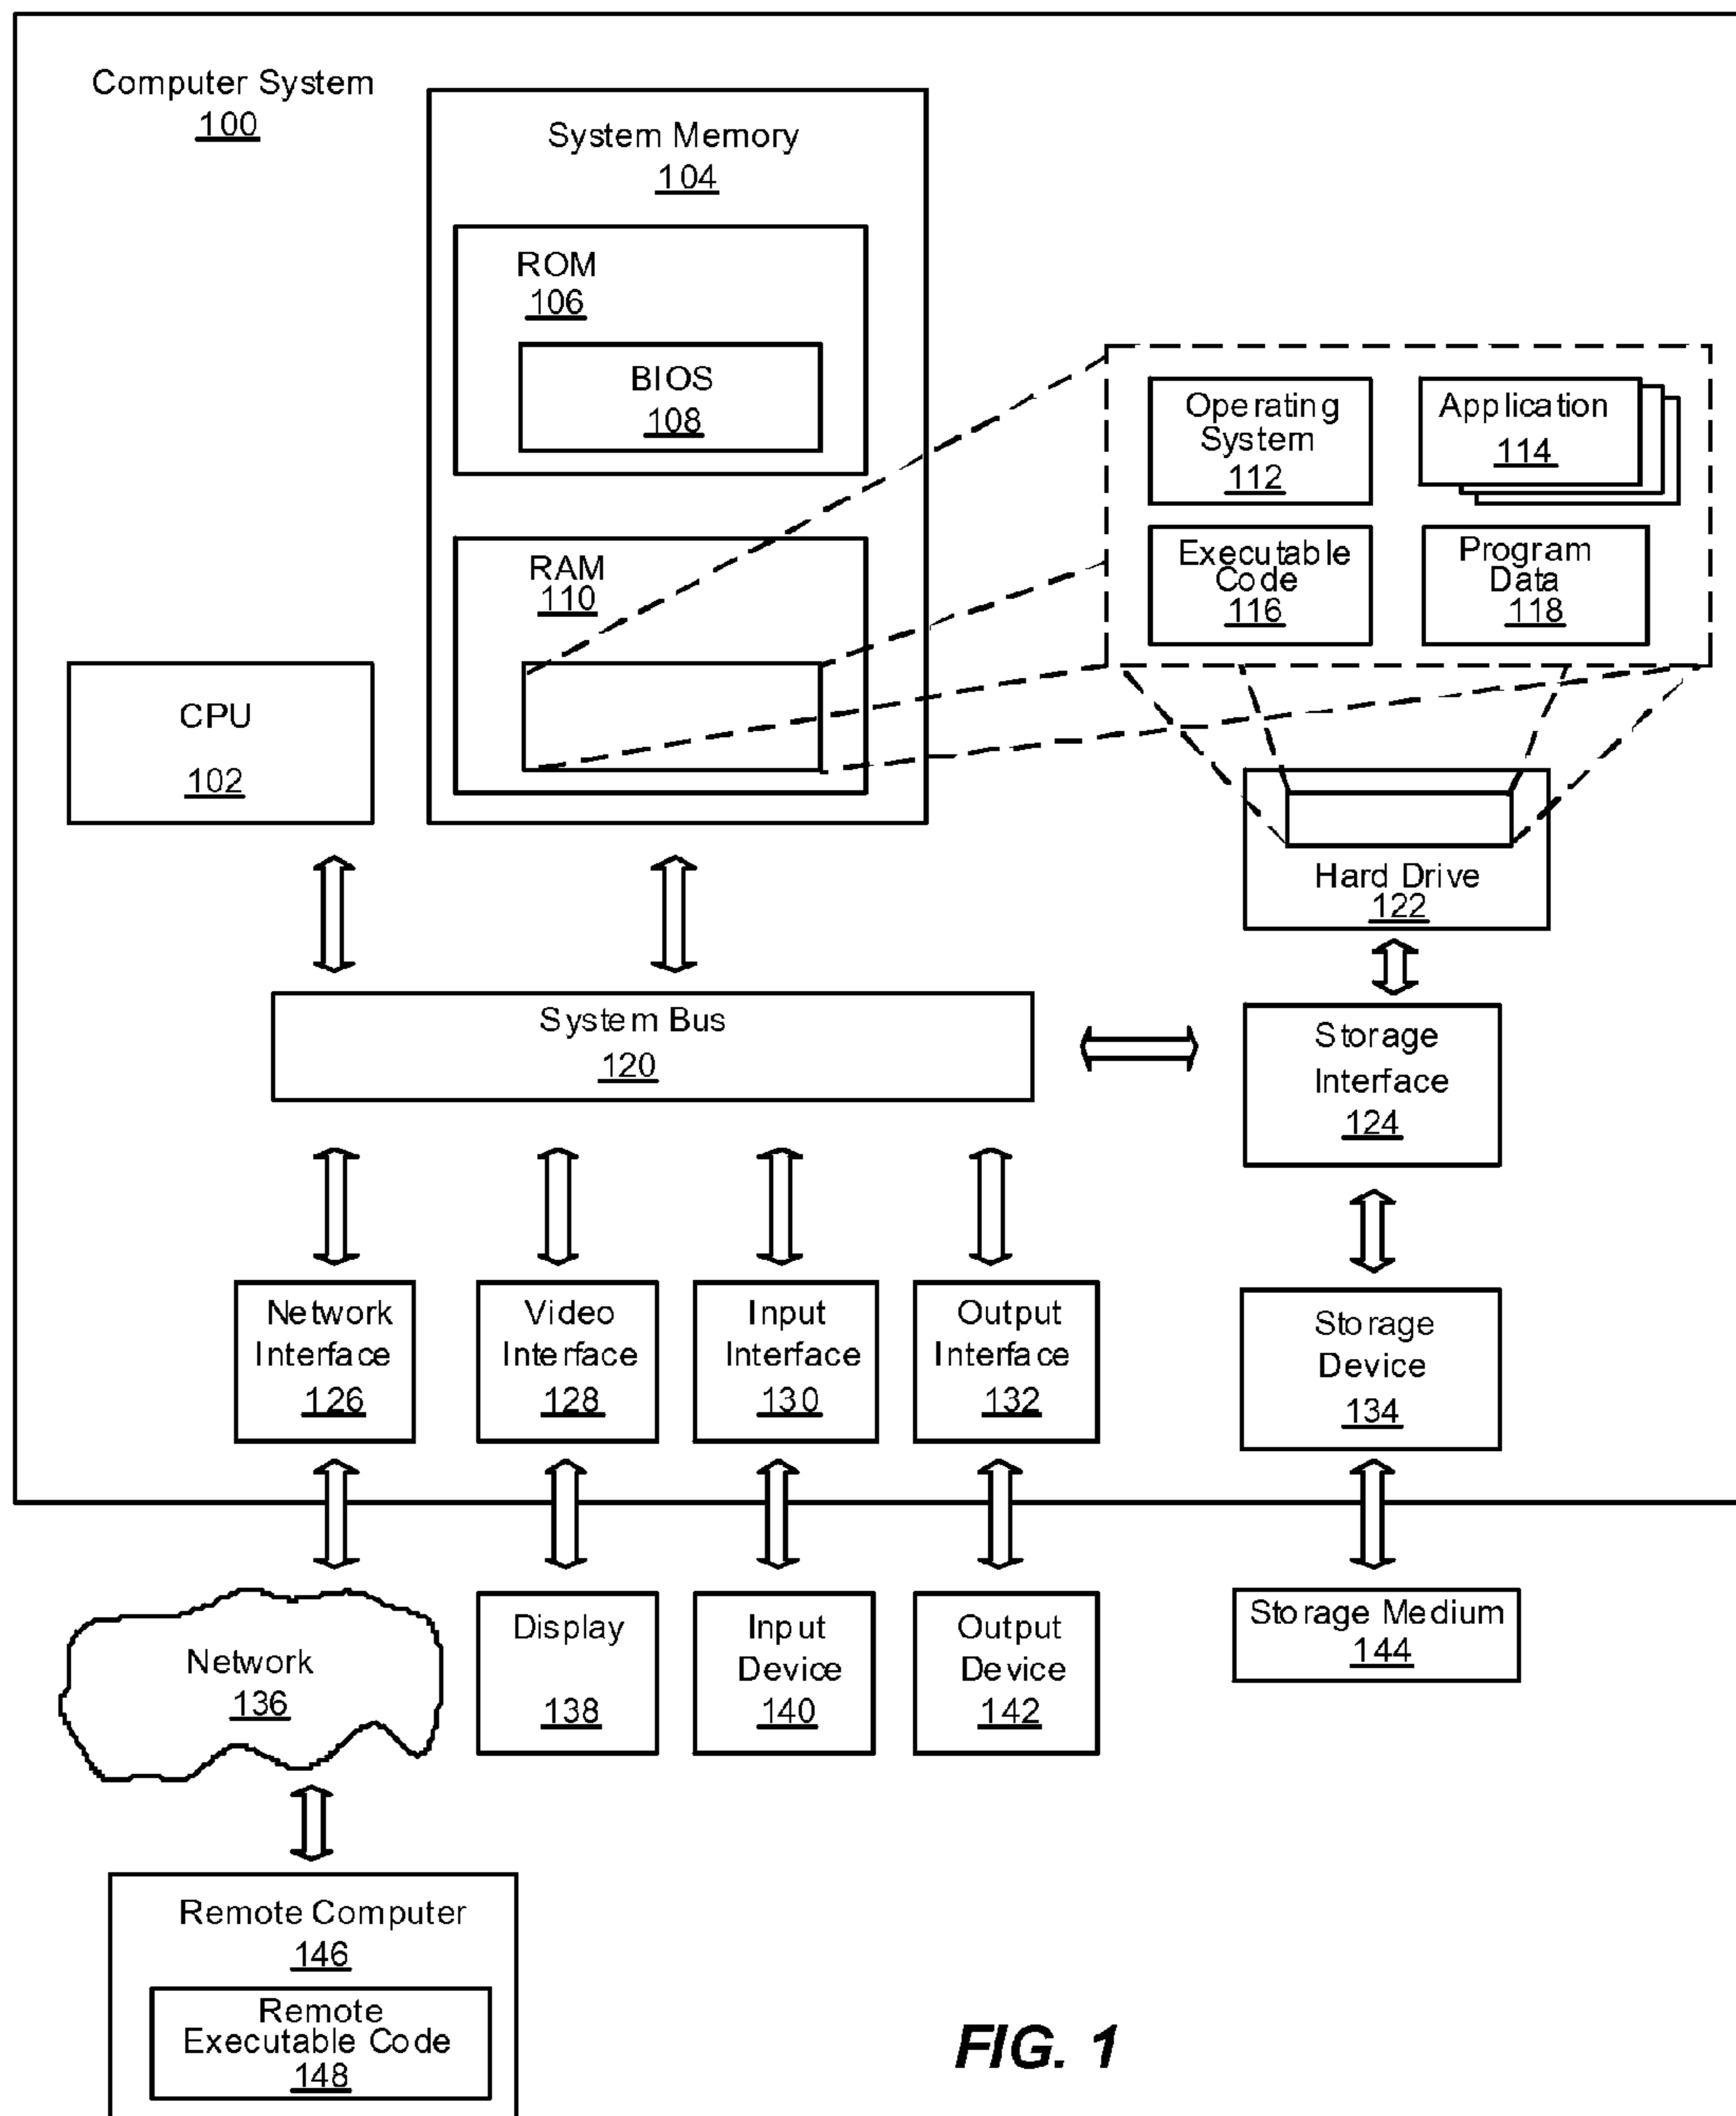 Computer System
100
System Memory
104
ROM
106
BIOS
108
RAM
110
Operating
System
112
Application
114
Executable
Code
116
Program
Data
118
CPU
102
Hard Drive
122
System Bus
120
Storage
Interface
124
Network
Interface
126
Video
Interface
128
Input
Interface
130
Output
Interface
132
Storage
Device
134
Network
136
Display
138
Input
Device
140
Output
Device
142
Storage Medium
144
Remote Computer
146
Remote
Executable Code
148
FIG. 1